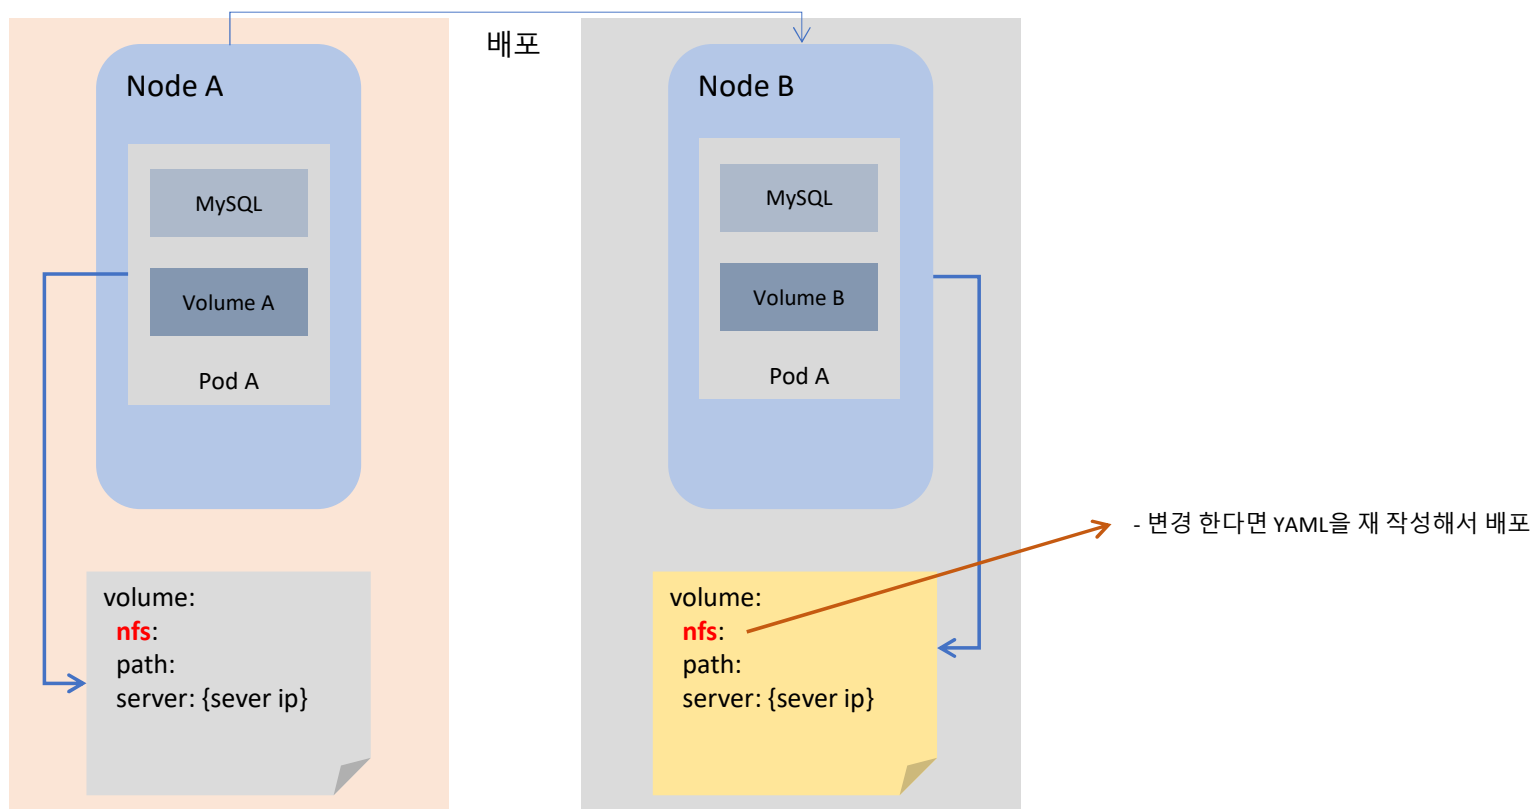 배포
Node A
MySQL
Volume A
Pod A
volume:
nfs:
path:
server: {sever ip}
Node B
MySQL
Volume B
Pod A
volume:
nfs:
path:
server: {sever ip}
- 변경 한다면 YAML을 재 작성해서 배포